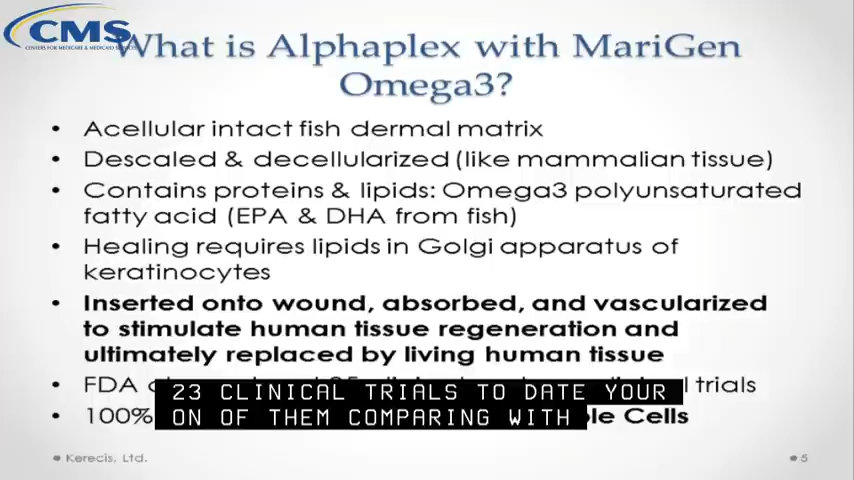 CMS
CENTERS FOR MEDICARE & MEDICAID SERVICES
What is Alphaplex with MariGen
Omega3?
• Acellular intact fish dermal matrix
• Descaled & decellularized (like mammalian tissue)
• Contains proteins & lipids: Omega3 polyunsaturated
fatty acid (EPA & DHA from fish)
• Healing requires lipids in Golgi apparatus of
keratinocytes
• Inserted onto wound, absorbed, and vascularized
to stimulate human tissue regeneration and
ultimately replaced by living human tissue
• FDA trials
23 CLINICAL TRIALS TO DATE YOUR
• 100% Cells
ON OF THEM COMPARING WITH
Kerecis, Ltd.
5